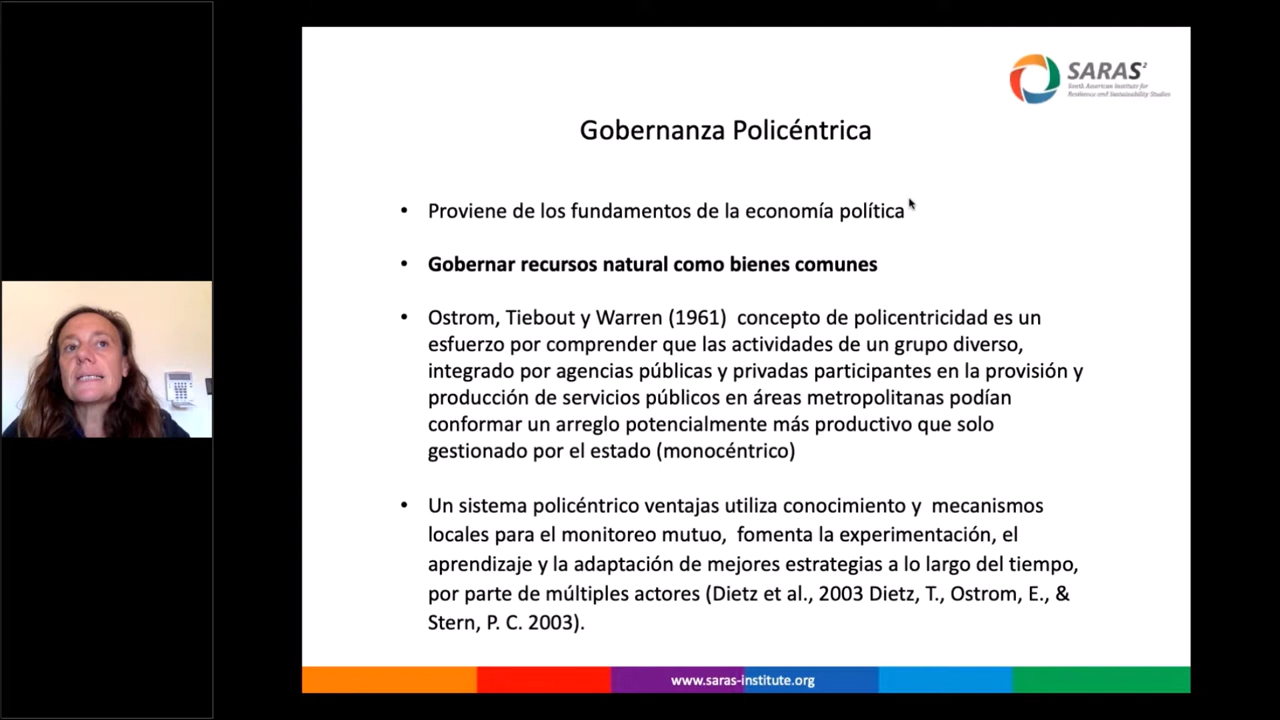 SARAS²
South American Institute for
Resilience and Sustainability Studies
Gobernanza Policéntrica
• Proviene de los fundamentos de la economía política
• Gobernar recursos natural como bienes comunes
• Ostrom, Tiebout y Warren (1961) concepto de policentricidad es un
esfuerzo por comprender que las actividades de un grupo diverso,
integrado por agencias públicas y privadas participantes en la provisión y
producción de servicios públicos en áreas metropolitanas podían
conformar un arreglo potencialmente más productivo que solo
gestionado por el estado (monocéntrico)
• Un sistema policéntrico ventajas utiliza conocimiento y mecanismos
locales para el monitoreo mutuo, fomenta la experimentación, el
aprendizaje y la adaptación de mejores estrategias a lo largo del tiempo,
por parte de múltiples actores (Dietz et al., 2003 Dietz, T., Ostrom, E., &
Stern, P. C. 2003).
www.saras-institute.org